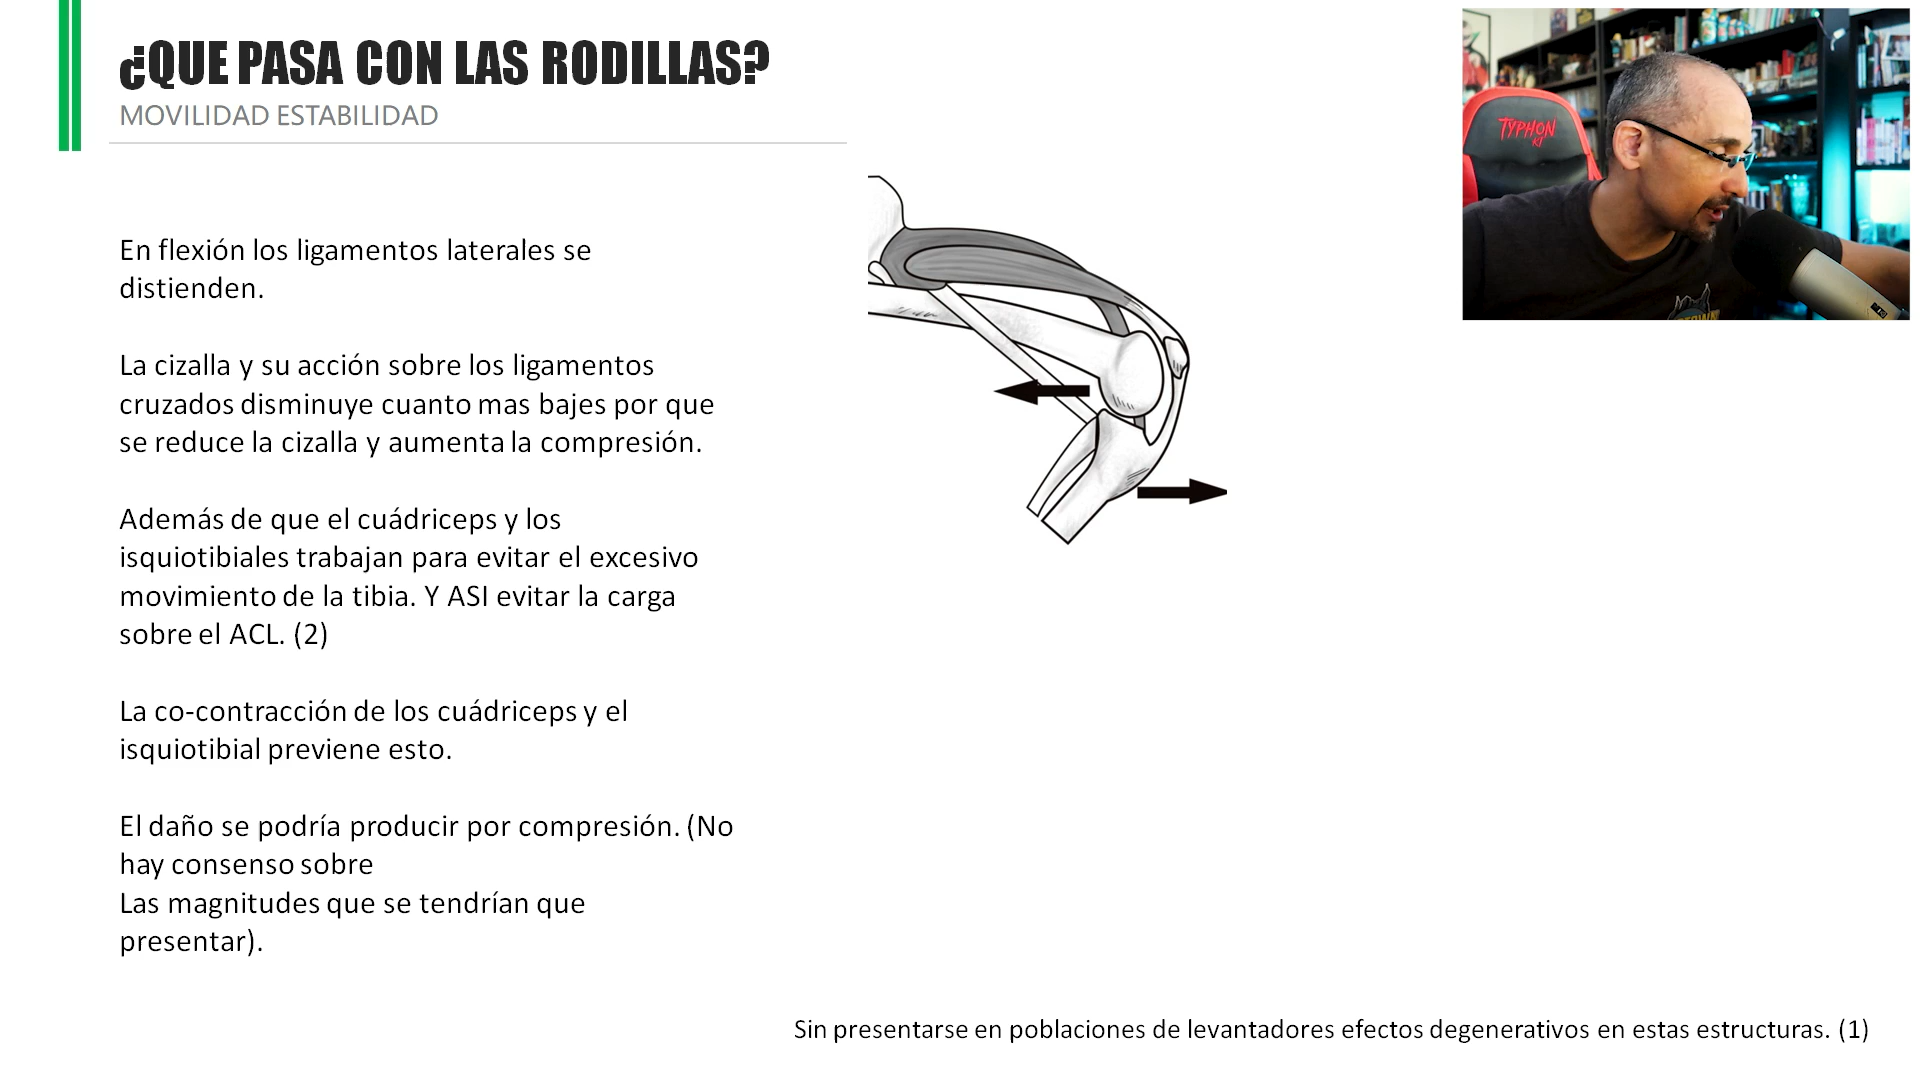 ¿QUE PASA CON LAS RODILLAS?
MOVILIDAD ESTABILIDAD
TYPHON
En flexión los ligamentos laterales se
distienden.
La cizalla y su acción sobre los ligamentos
cruzados disminuye cuanto mas bajes por que
se reduce la cizalla y aumenta la compresión.
Además de que el cuádriceps y los
isquiotibiales trabajan para evitar el excesivo
movimiento de la tibia. Y ASI evitar la carga
sobre el ACL. (2)
La co-contracción de los cuádriceps y el
isquiotibial previene esto.
El daño se podría producir por compresión. (No
hay consenso sobre
Las magnitudes que se tendrían que
presentar).
Sin presentarse en poblaciones de levantadores efectos degenerativos en estas estructuras. (1)